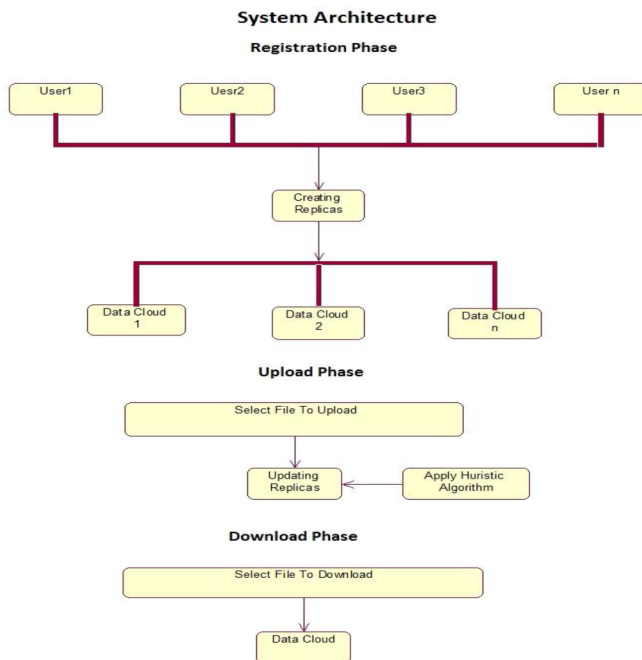 System Architecture
Registration Phase
User1
Uesr2
User3
User n
Creating
Replicas
Data Cloud
1
Data Cloud
2
Data Cloud
n
Upload Phase
Select File To Upload
Updating
Replicas
Apply Huristic
Algorithm
Download Phase
Select File To Download
Data Cloud